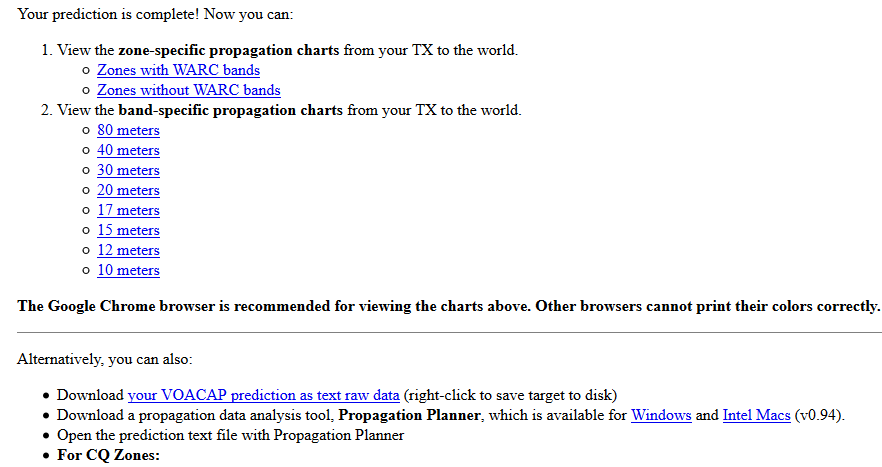 Your prediction is complete! Now you can:
1. View the zone-specific propagation charts from your TX to the world.
Zones with WARC bands
Zones without WARC bands
2. View the band-specific propagation charts from your TX to the world.
80 meters
40 meters
30 meters
20 meters
17 meters
15 meters
12 meters
10 meters
The Google Chrome browser is recommended for viewing the charts above. Other browsers cannot print their colors correctly.
Alternatively, you can also:
Download your VOACAP prediction as text raw data (right-click to save target to disk)
Download a propagation data analysis tool, Propagation Planner, which is available for Windows and Intel Macs (v0.94).
Open the prediction text file with Propagation Planner
For CQ Zones: